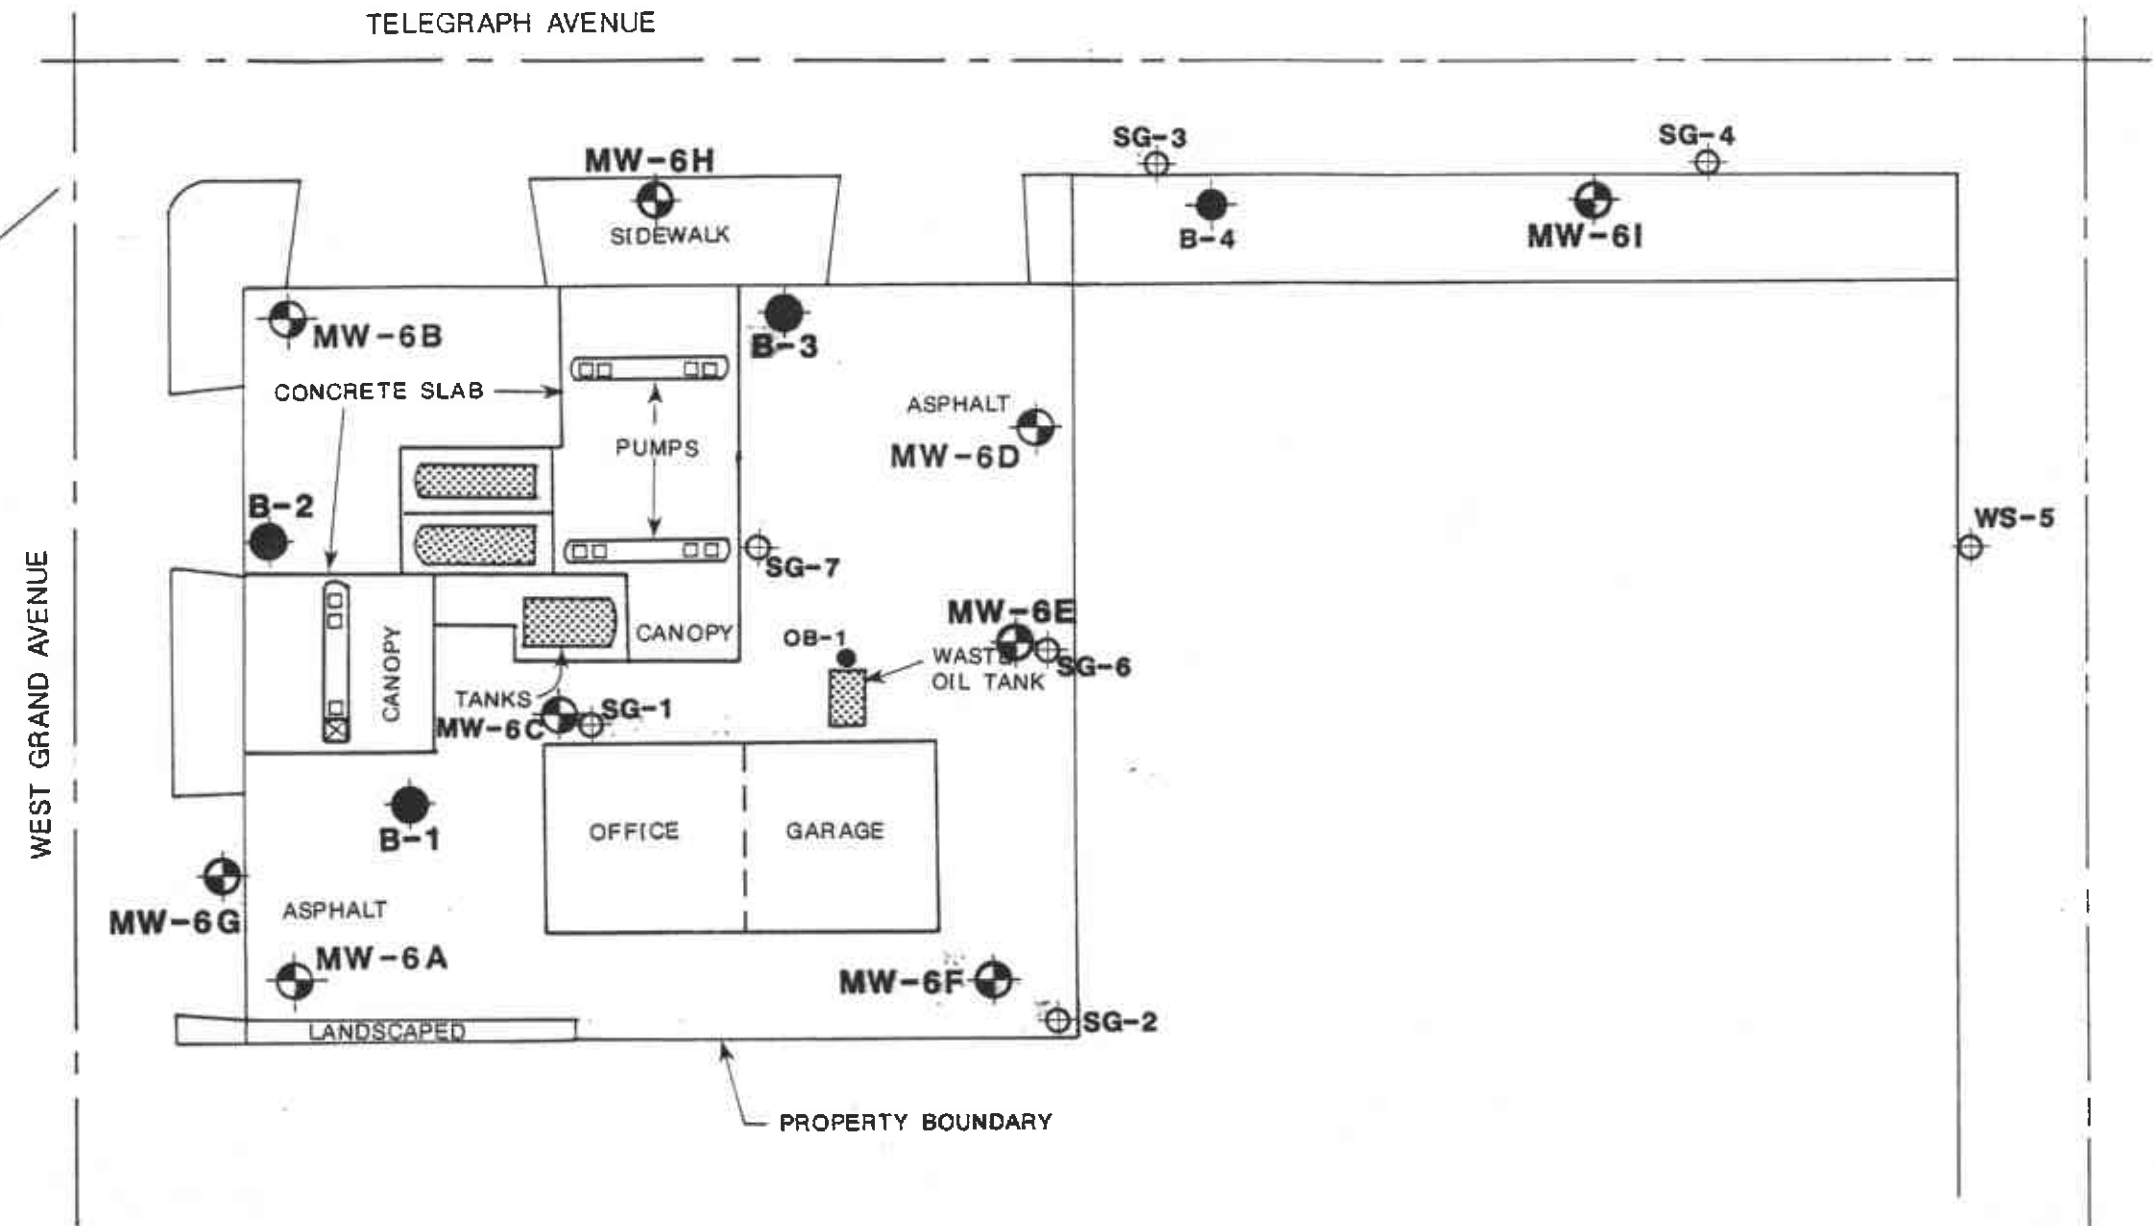 TELEGRAPH AVENUE
SG-3
SG-4
MW-6H
SIDEWALK
B-4
MW-6I
MW-6B
B-3
CONCRETE SLAB
ASPHALT
PUMPS
MW-6D
B-2
WS-5
SG-7
WEST GRAND AVENUE
MW-6E
CANOPY
CANOPY
OB-1
WASTE
OIL TANK
SG-6
TANKS
SG-1
MW-6C
B-1
OFFICE
GARAGE
MW-6G
ASPHALT
MW-6A
MW-6F
SG-2
LANDSCAPED
PROPERTY BOUNDARY